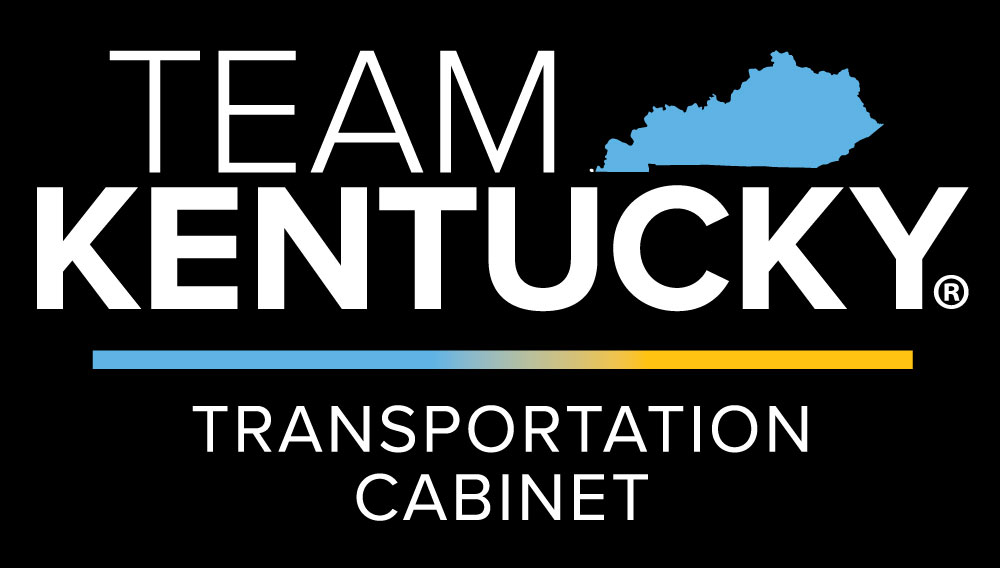 TEAM
KENTUCKY®
TRANSPORTATION
CABINET